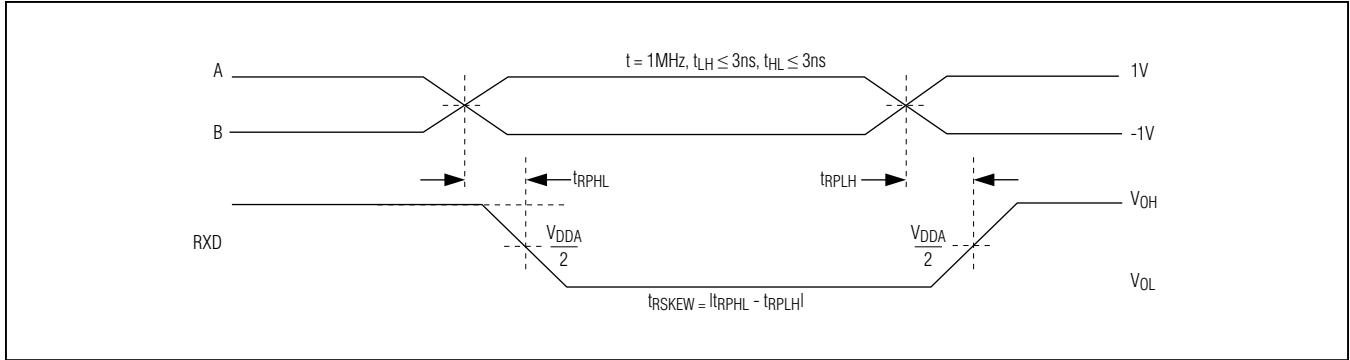 A
t = 1MHz, tLH ≤ 3ns, tHL ≤ 3ns
1V
B
-1V
tRPHL
tRPLH
VOH
RXD
VDDA
2
VDDA
2
VOL
tRSKEW = |tRPHL - tRPLH|